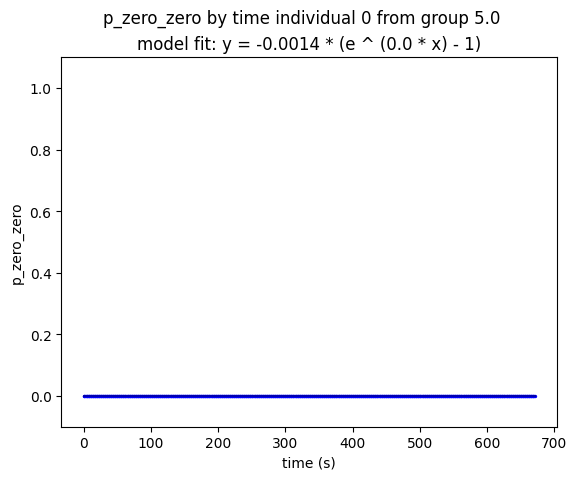 p_zero_zero by time individual 0 from group 5.0
model fit: y = -0.0014 * (e ^ (0.0 * x) - 1)
1.0
0.8
0.6
0.4
0.2
0.0
p_zero_zero
0 100 200 300 400 500 600 700
time (s)